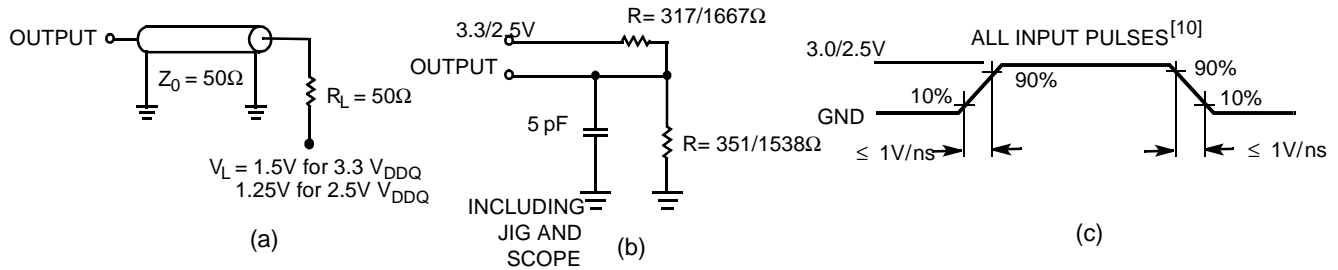 OUTPUT
Z0 = 50Ω
RL = 50Ω
VL = 1.5V for 3.3 VDDQ
1.25V for 2.5V VDDQ
(a)
R= 317/1667Ω
3.3/2.5V
OUTPUT
5 pF
R= 351/1538Ω
INCLUDING
JIG AND
SCOPE
(b)
ALL INPUT PULSES[10]
3.0/2.5V
90%
90%
10%
10%
GND
≤ 1V/ns
≤ 1V/ns
(c)